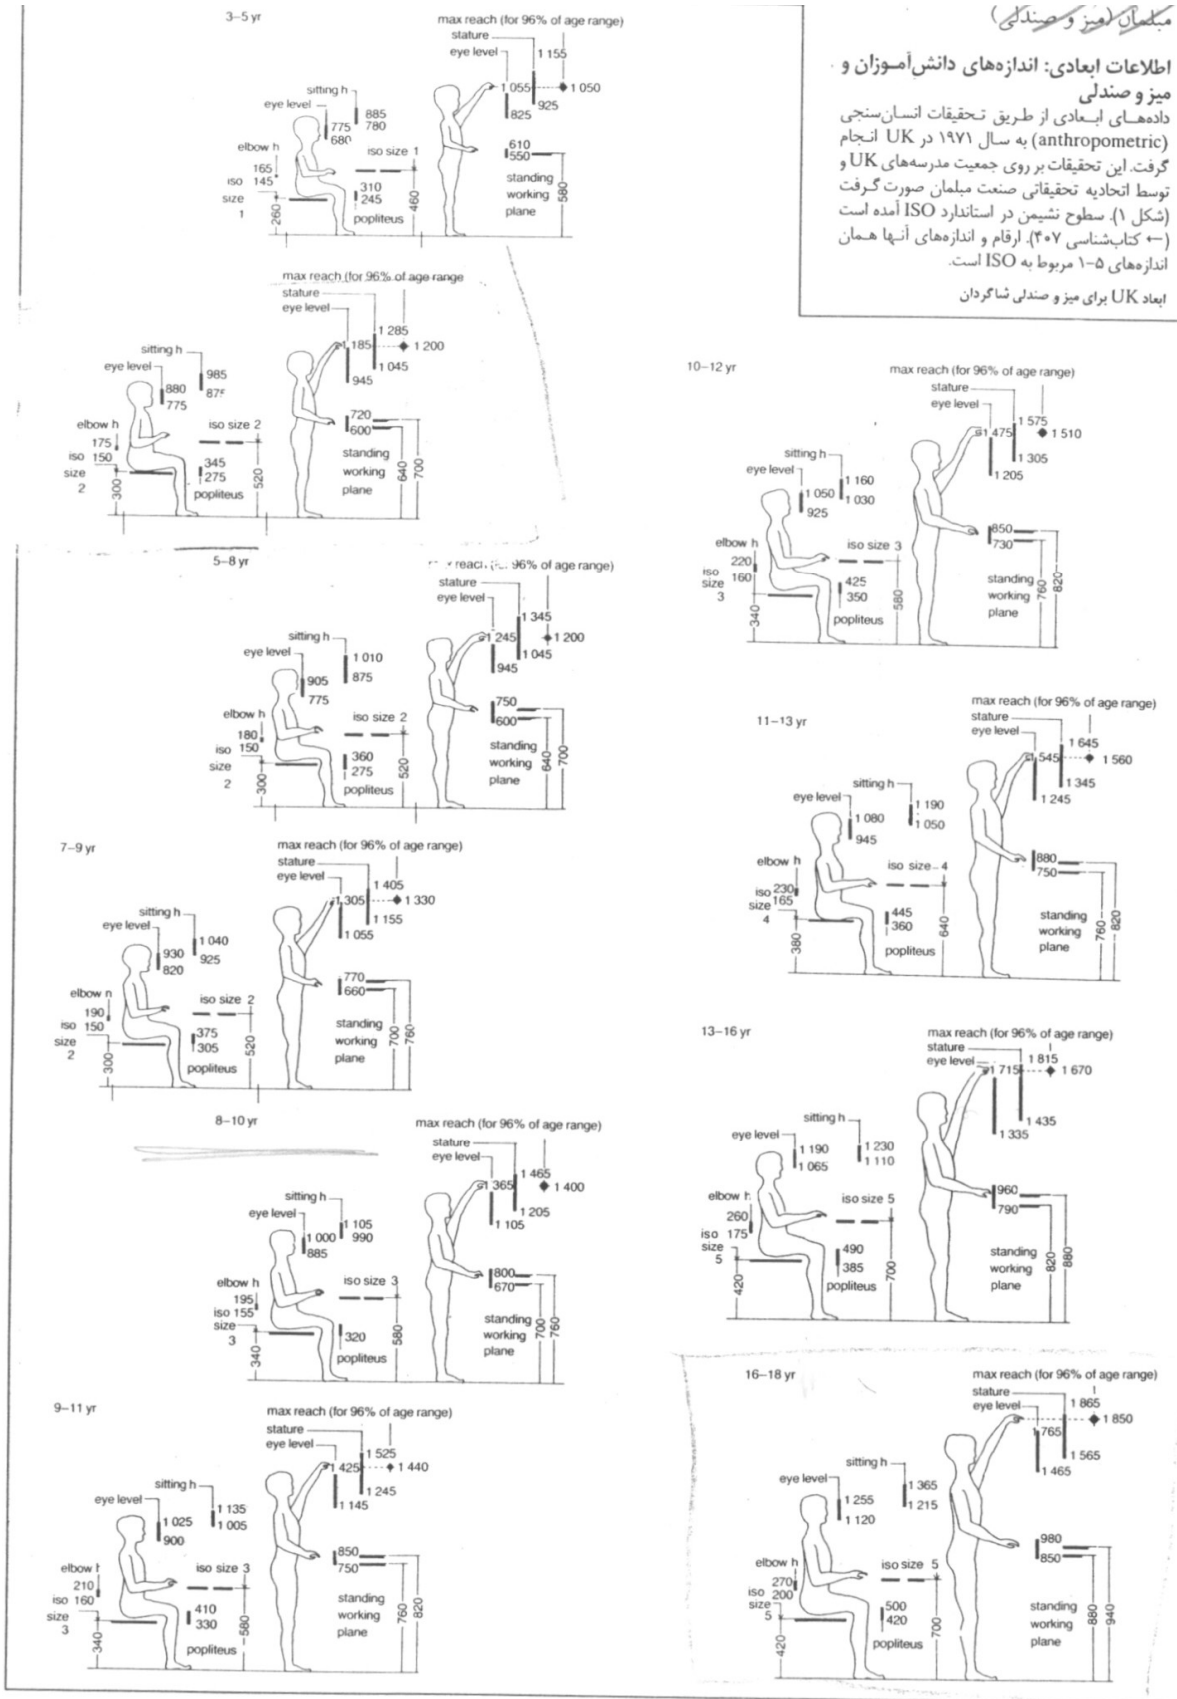 مبلمان (میز و صندلی)
اطلاعات ابعادی: اندازه‌های دانش‌آموزان و
میز و صندلی
داده‌های ابعادی از طریق تحقیقات انسان‌سنجی
(anthropometric) به سال ۱۹۷۱ در UK انجام
گرفت. این تحقیقات بر روی جمعیت مدرسه‌های UK و
توسط اتحادیه تحقیقاتی صنعت مبلمان صورت گرفت
(شکل ۱). سطوح نشیمن در استاندارد ISO آمده است
(← کتاب‌شناسی ۴۰۷). ارقام و اندازه‌های آنها همان
اندازه‌های ۵-۱ مربوط به ISO است.
ابعاد UK برای میز و صندلی شاگردان
3–5 yr
max reach (for 96% of age range)
stature
eye level
1 155
1 055
1 050
925
825
sitting h
eye level
885
780
775
680
elbow h
165
iso 145
size
1
260
iso size 1
310
245
popliteus
460
610
550
standing
working
plane
580
max reach (for 96% of age range
stature
eye level
1 285
1 185
1 200
1 045
945
sitting h
eye level
985
880
775
elbow h
175
iso 150
size
2
300
iso size 2
345
275
popliteus
520
720
600
standing
working
plane
640
700
5–8 yr
reach 96% of age range)
stature
eye level
1 345
1 245
1 200
1 045
945
sitting h
eye level
1 010
875
905
775
elbow h
180
iso 150
size
2
300
iso size 2
360
275
popliteus
520
750
600
standing
working
plane
640
700
7–9 yr
max reach (for 96% of age range)
stature
eye level
1 405
1 305
1 330
1 155
1 055
sitting h
eye level
1 040
925
930
820
elbow h
190
iso 150
size
2
300
iso size 2
375
305
popliteus
520
770
660
standing
working
plane
700
760
8–10 yr
max reach (for 96% of age range)
stature
eye level
1 465
1 365
1 400
1 205
1 105
sitting h
eye level
1 105
990
1 000
885
elbow h
195
iso 155
size
3
340
iso size 3
320
popliteus
580
800
670
standing
working
plane
700
760
9–11 yr
max reach (for 96% of age range)
stature
eye level
1 525
1 425
1 440
1 245
1 145
sitting h
eye level
1 135
1 005
1 025
900
elbow
210
iso 160
size
3
340
iso size 3
410
330
popliteus
580
850
750
standing
working
plane
760
820
10–12 yr
max reach (for 96% of age range)
stature
eye level
1 575
1 475
1 510
1 305
1 205
sitting h
eye level
1 160
1 030
1 050
925
elbow h
220
iso 160
size
3
340
iso size 3
425
350
popliteus
580
850
730
standing
working
plane
760
820
11–13 yr
max reach (for 96% of age range)
stature
eye level
1 645
1 545
1 560
1 345
1 245
sitting h
eye level
1 190
1 050
1 080
945
elbow h
iso 230
size 165
4
380
iso size 4
445
360
popliteus
640
880
750
standing
working
plane
760
820
13–16 yr
max reach (for 96% of age range)
stature
eye level
1 815
1 715
1 670
1 435
1 335
sitting h
eye level
1 230
1 110
1 190
1 065
elbow h
260
iso 175
size
5
420
iso size 5
490
385
popliteus
700
960
790
standing
working
plane
820
880
16–18 yr
max reach (for 96% of age range)
stature
eye level
1 865
1 765
1 850
1 565
1 465
sitting h
eye level
1 365
1 215
1 255
1 120
elbow h
270
iso 200
size
5
420
iso size 5
500
420
popliteus
700
980
850
standing
working
plane
880
940